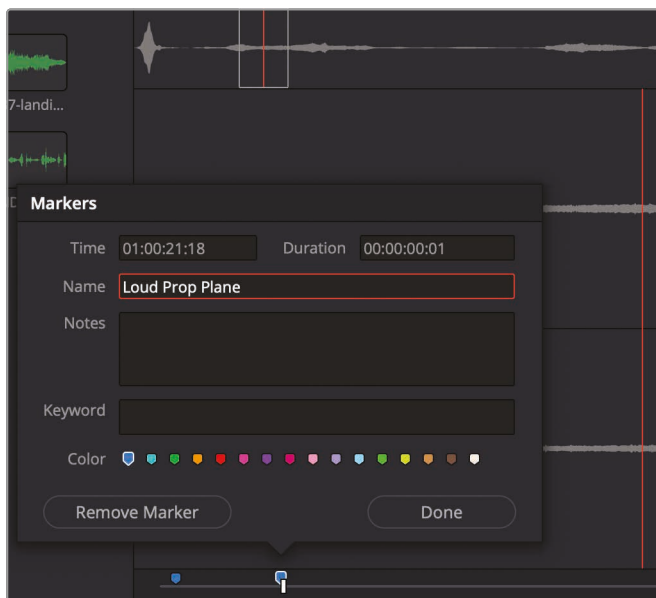 7-landi...
D
Markers
Time 01:00:21:18 Duration 00:00:00:01
Name Loud Prop Plane
Notes
Keyword
Color
Remove Marker Done